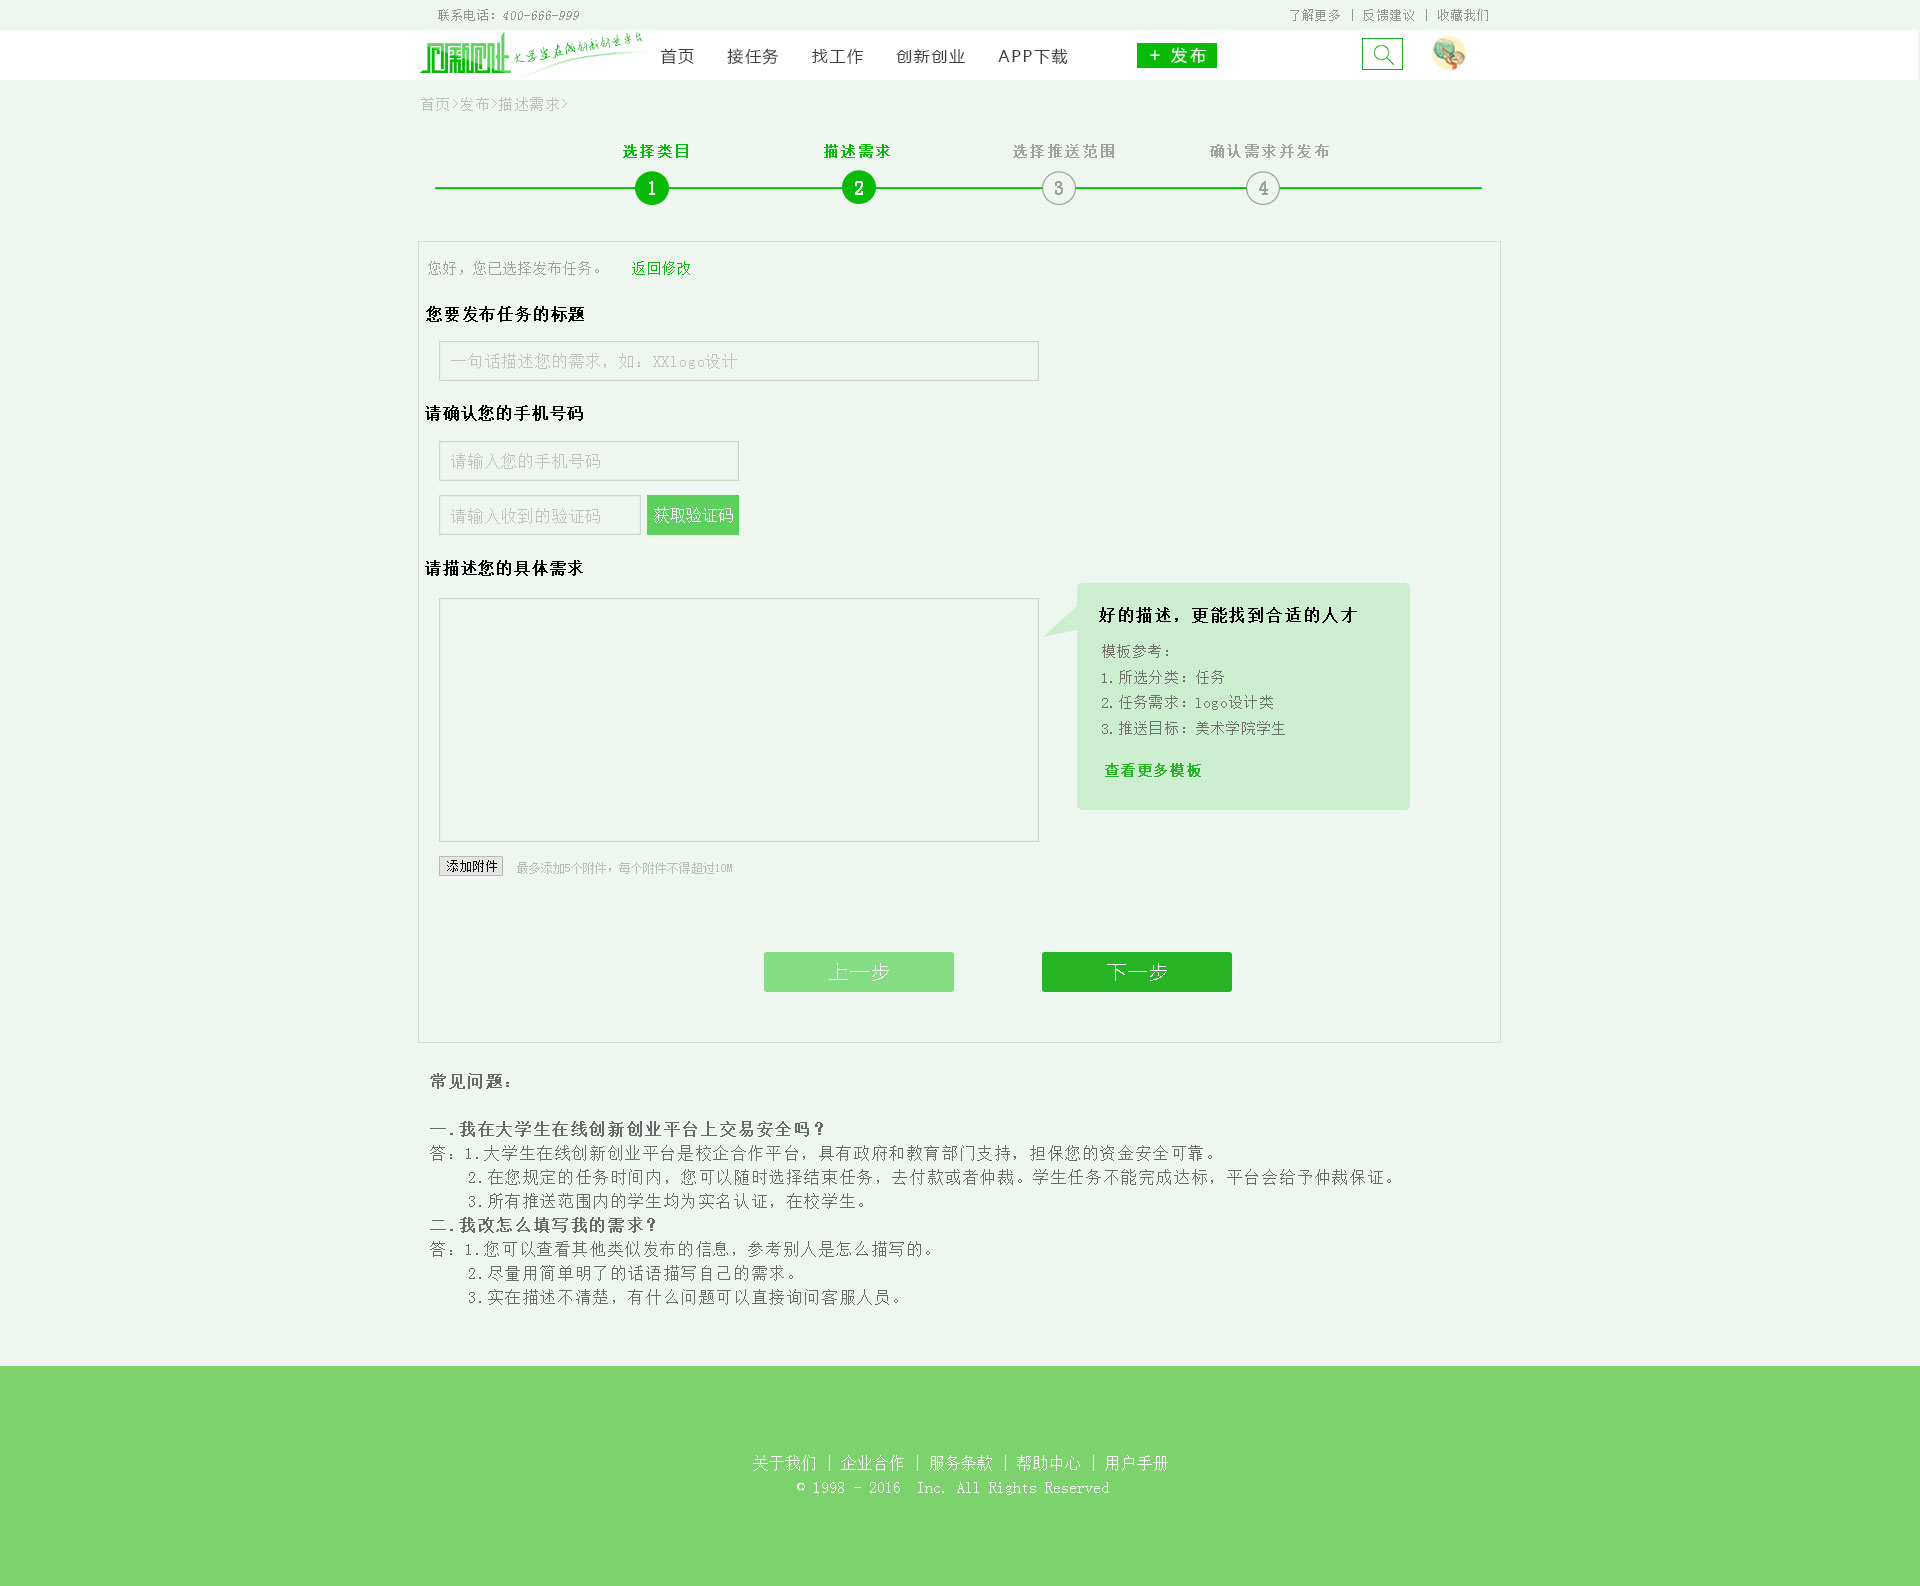 联系电话：400-666-999
了解更多 | 反馈建议 | 收藏我们
大学生在线创新创业平台
首页 接任务 找工作 创新创业 APP下载 + 发布
首页>发布>描述需求>
选择类目 描述需求 选择推送范围 确认需求并发布
1 2 3 4
您好，您已选择发布任务。 返回修改
您要发布任务的标题
一句话描述您的需求，如：XXlogo设计
请确认您的手机号码
请输入您的手机号码
请输入收到的验证码 获取验证码
请描述您的具体需求
好的描述，更能找到合适的人才
模板参考：
1.所选分类：任务
2.任务需求：logo设计类
3.推送目标：美术学院学生
查看更多模板
添加附件 最多添加5个附件，每个附件不得超过10M
上一步 下一步
常见问题：
一.我在大学生在线创新创业平台上交易安全吗？
答：1.大学生在线创新创业平台是校企合作平台，具有政府和教育部门支持，担保您的资金安全可靠。
2.在您规定的任务时间内，您可以随时选择结束任务，去付款或者仲裁。学生任务不能完成达标，平台会给予仲裁保证。
3.所有推送范围内的学生均为实名认证，在校学生。
二.我改怎么填写我的需求？
答：1.您可以查看其他类似发布的信息，参考别人是怎么描写的。
2.尽量用简单明了的话语描写自己的需求。
3.实在描述不清楚，有什么问题可以直接询问客服人员。
关于我们 | 企业合作 | 服务条款 | 帮助中心 | 用户手册
© 1998 - 2016 Inc. All Rights Reserved